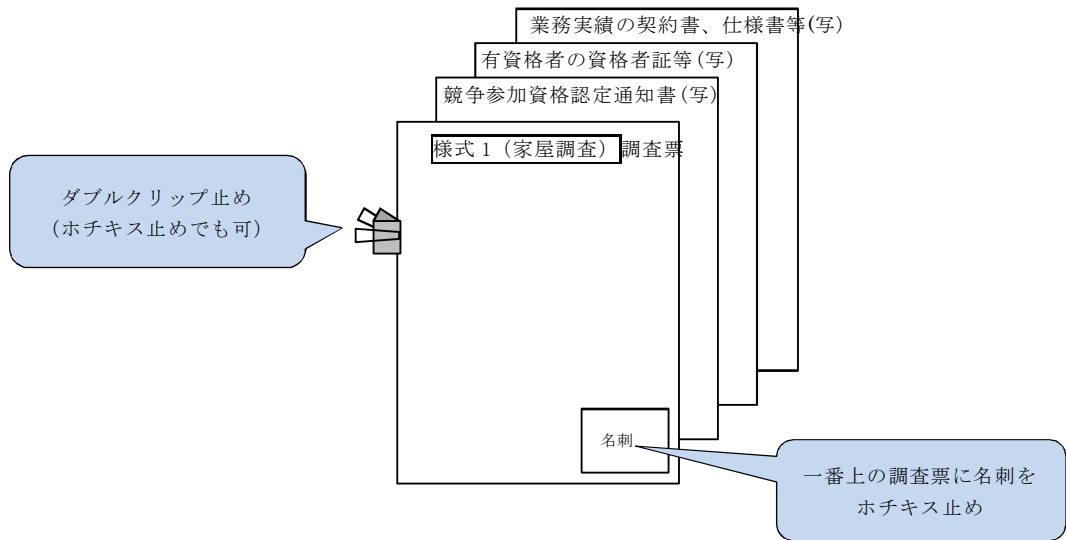 業務実績の契約書、仕様書等(写)
有資格者の資格者証等(写)
競争参加資格認定通知書(写)
様式1（家屋調査）調査票
ダブルクリップ止め
(ホチキス止めでも可)
名刺
一番上の調査票に名刺を
ホチキス止め